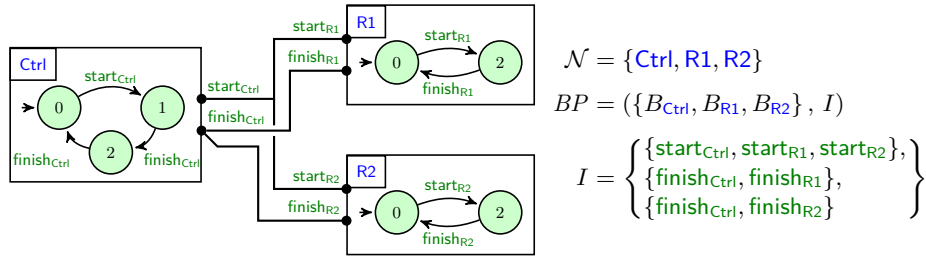 Ctrl
start_Ctrl
0
1
2
finish_Ctrl
finish_Ctrl
start_Ctrl
finish_Ctrl
start_R1
finish_R1
R1
start_R1
0
2
finish_R1
start_R2
finish_R2
R2
start_R2
0
2
finish_R2
𝒩 = {Ctrl, R1, R2}
BP = ({B_Ctrl, B_R1, B_R2} , I)
I = { {start_Ctrl, start_R1, start_R2},
{finish_Ctrl, finish_R1},
{finish_Ctrl, finish_R2} }